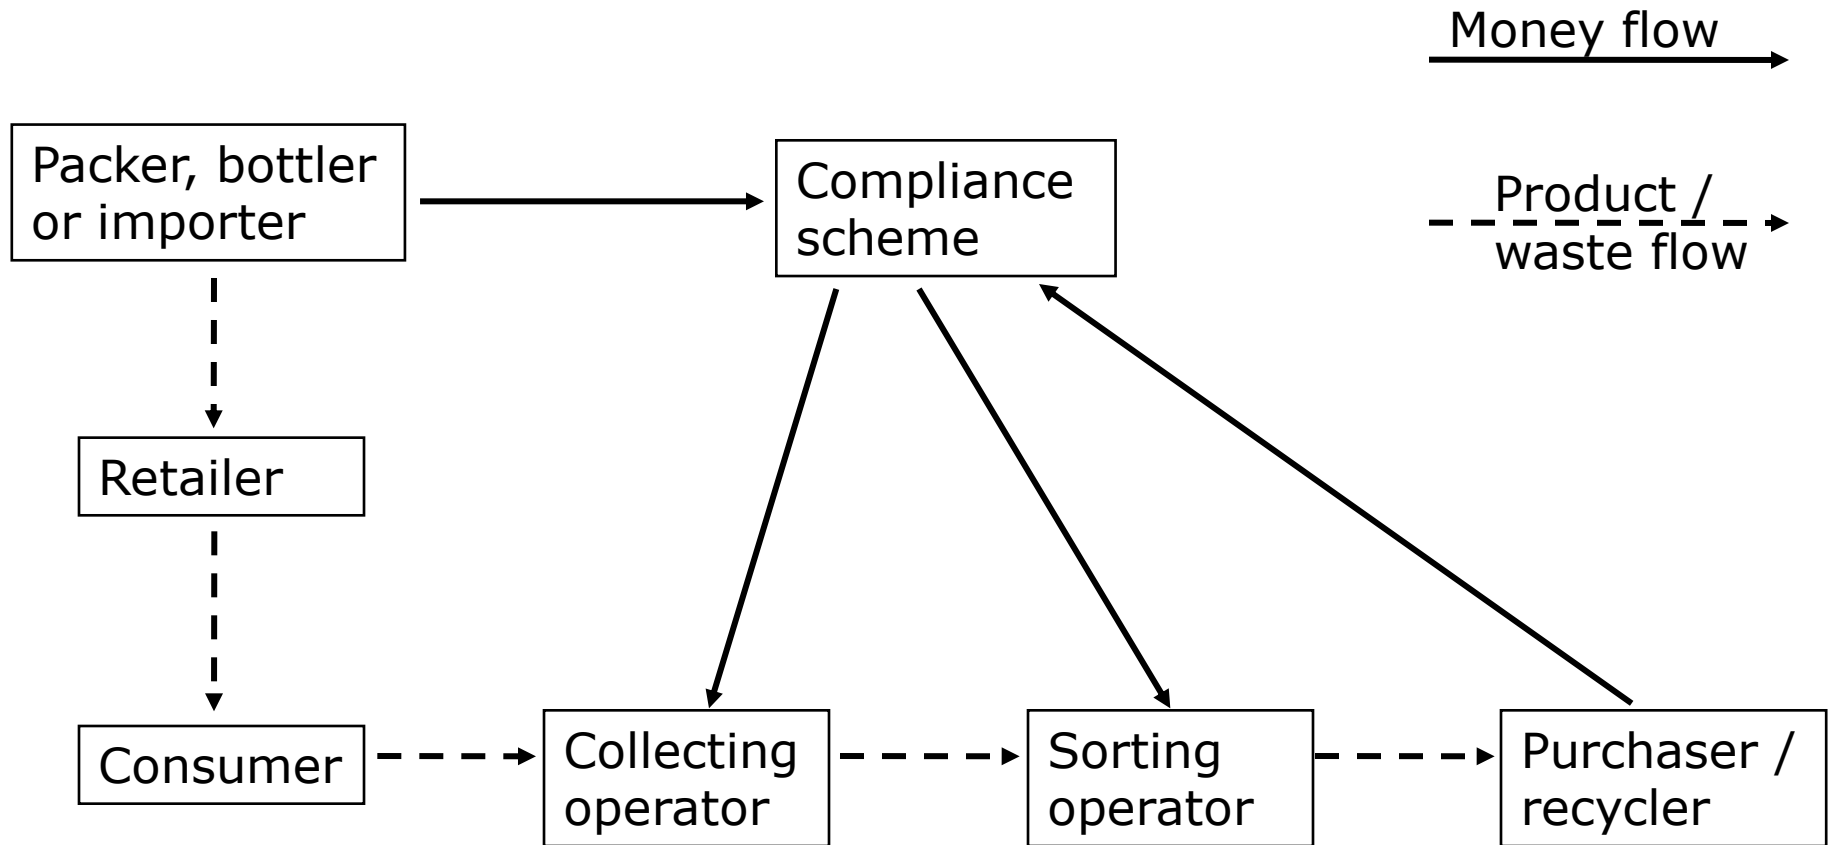 Money flow
Packer, bottler
or importer
Compliance
scheme
Product /
waste flow
Retailer
Consumer
Collecting
operator
Sorting
operator
Purchaser /
recycler